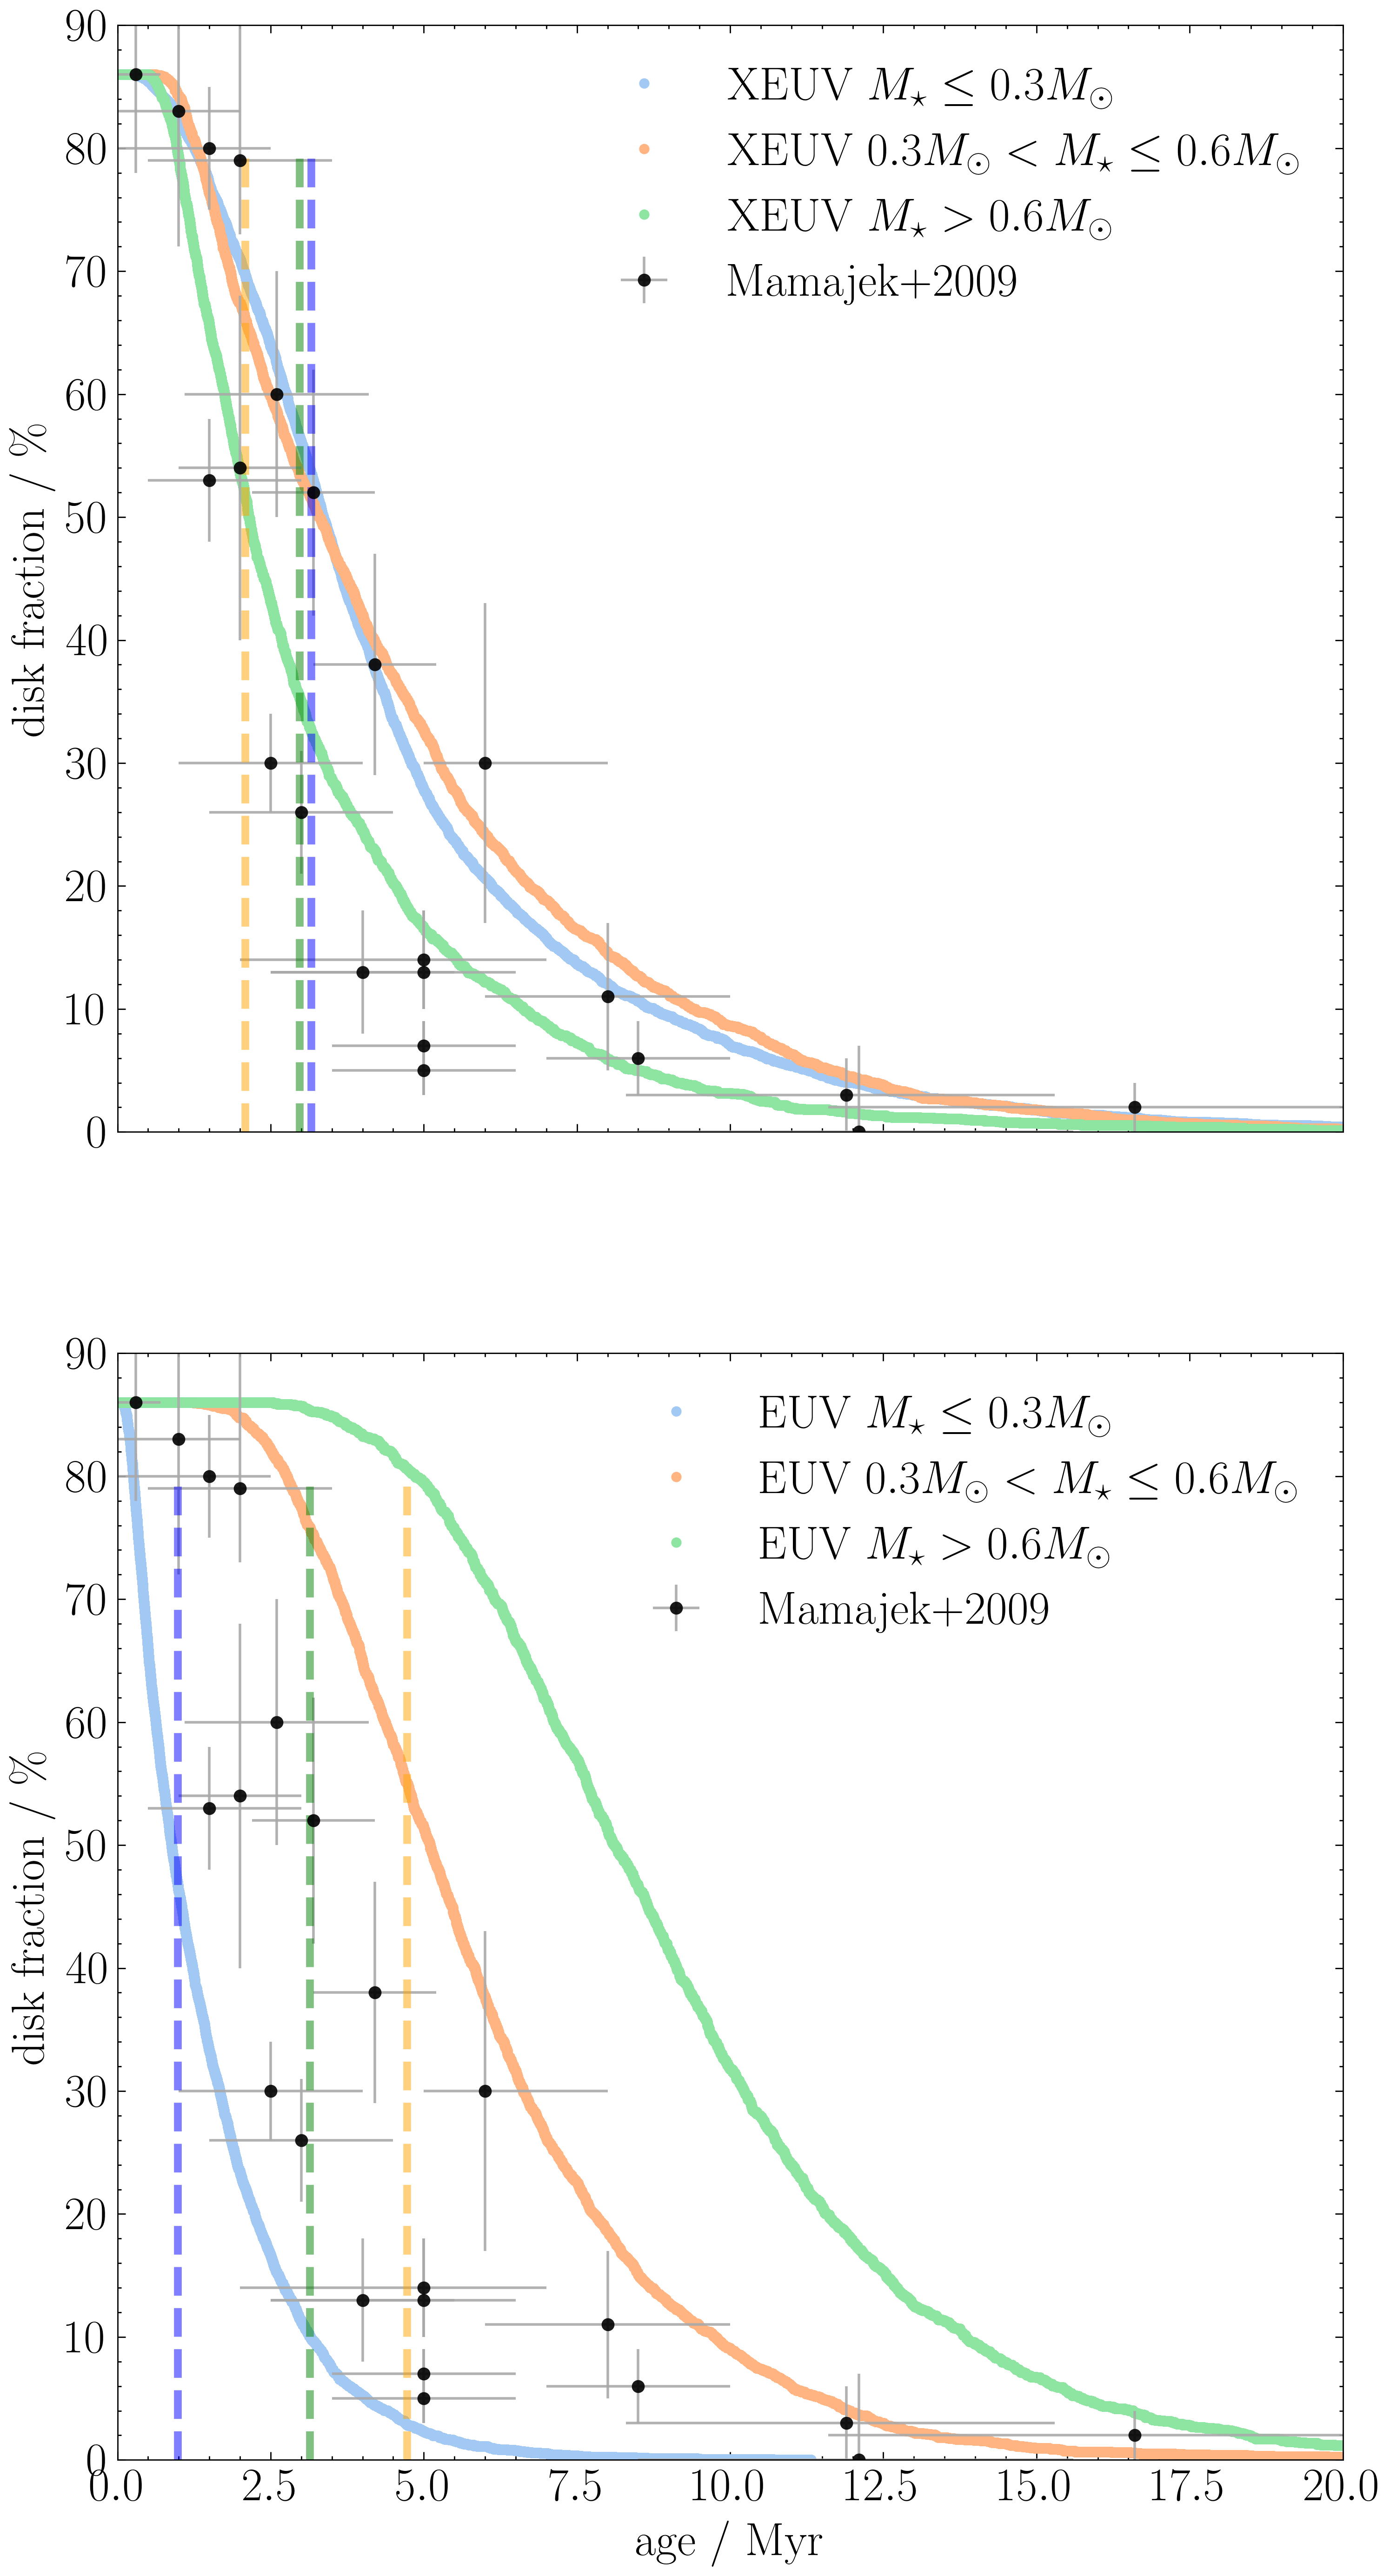 90
80
70
60
50
40
30
20
10
0
disk fraction / %
XEUV M⋆ ≤ 0.3M⊙
XEUV 0.3M⊙ < M⋆ ≤ 0.6M⊙
XEUV M⋆ > 0.6M⊙
Mamajek+2009
90
80
70
60
50
40
30
20
10
0
disk fraction / %
EUV M⋆ ≤ 0.3M⊙
EUV 0.3M⊙ < M⋆ ≤ 0.6M⊙
EUV M⋆ > 0.6M⊙
Mamajek+2009
0.0 2.5 5.0 7.5 10.0 12.5 15.0 17.5 20.0
age / Myr